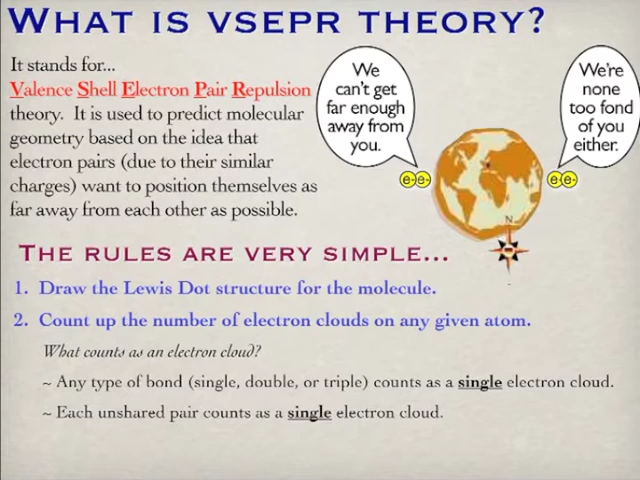 WHAT IS VSEPR THEORY?
It stands for...
Valence Shell Electron Pair Repulsion
theory. It is used to predict molecular
geometry based on the idea that
electron pairs (due to their similar
charges) want to position themselves as
far away from each other as possible.
We
can't get
far enough
away from
you.
We're
none
too fond
of you
either.
e- e-
e- e-
N
THE RULES ARE VERY SIMPLE...
1. Draw the Lewis Dot structure for the molecule.
2. Count up the number of electron clouds on any given atom.
What counts as an electron cloud?
~ Any type of bond (single, double, or triple) counts as a single electron cloud.
~ Each unshared pair counts as a single electron cloud.